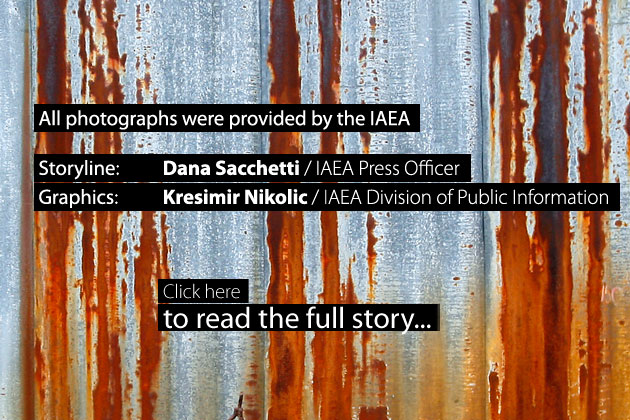 All photographs were provided by the IAEA
Storyline: Dana Sacchetti / IAEA Press Officer
Graphics: Kresimir Nikolic / IAEA Division of Public Information
Click here
to read the full story...